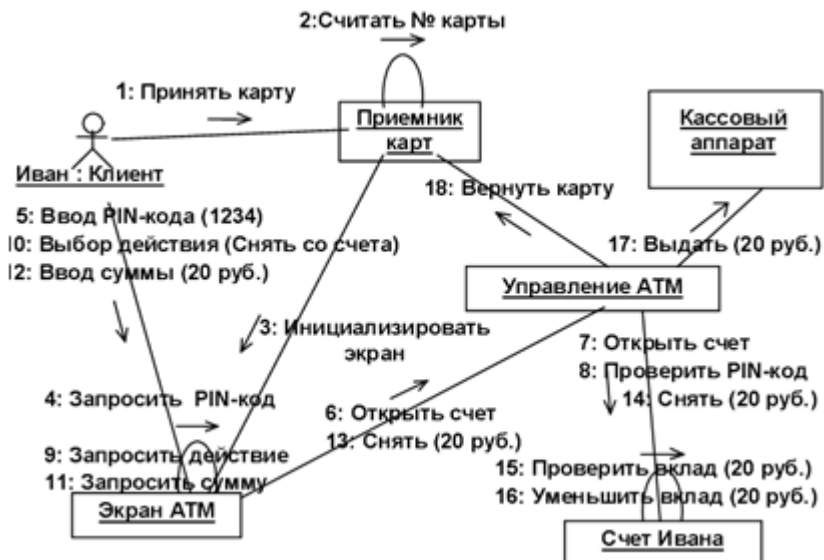 2:Считать № карты
1: Принять карту
Приемник
карт
Кассовый
аппарат
Иван : Клиент
18: Вернуть карту
5: Ввод PIN-кода (1234)
10: Выбор действия (Снять со счета)
12: Ввод суммы (20 руб.)
17: Выдать (20 руб.)
Управление АТМ
3: Инициализировать
экран
7: Открыть счет
8: Проверить PIN-код
14: Снять (20 руб.)
4: Запросить PIN-код
6: Открыть счет
13: Снять (20 руб.)
9: Запросить действие
11: Запросить сумму
15: Проверить вклад (20 руб.)
16: Уменьшить вклад (20 руб.)
Экран АТМ
Счет Ивана